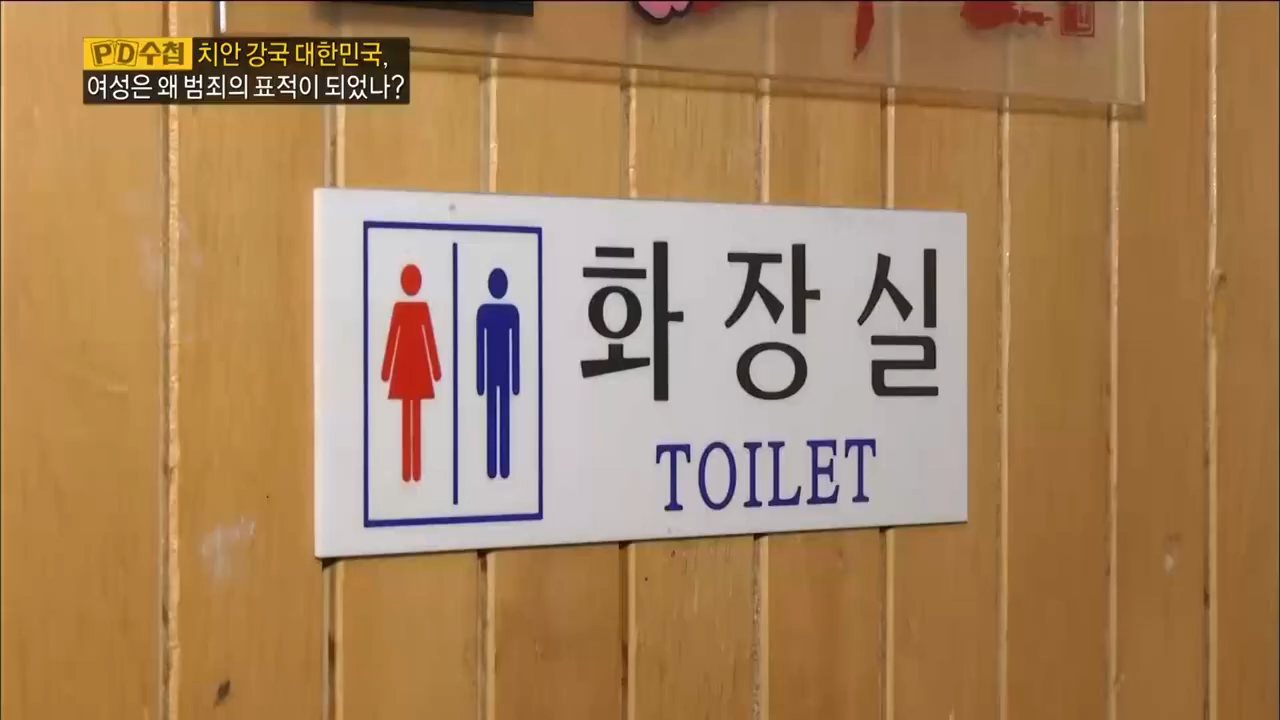 PD수첩 치안 강국 대한민국,
여성은 왜 범죄의 표적이 되었나?
화장실
TOILET